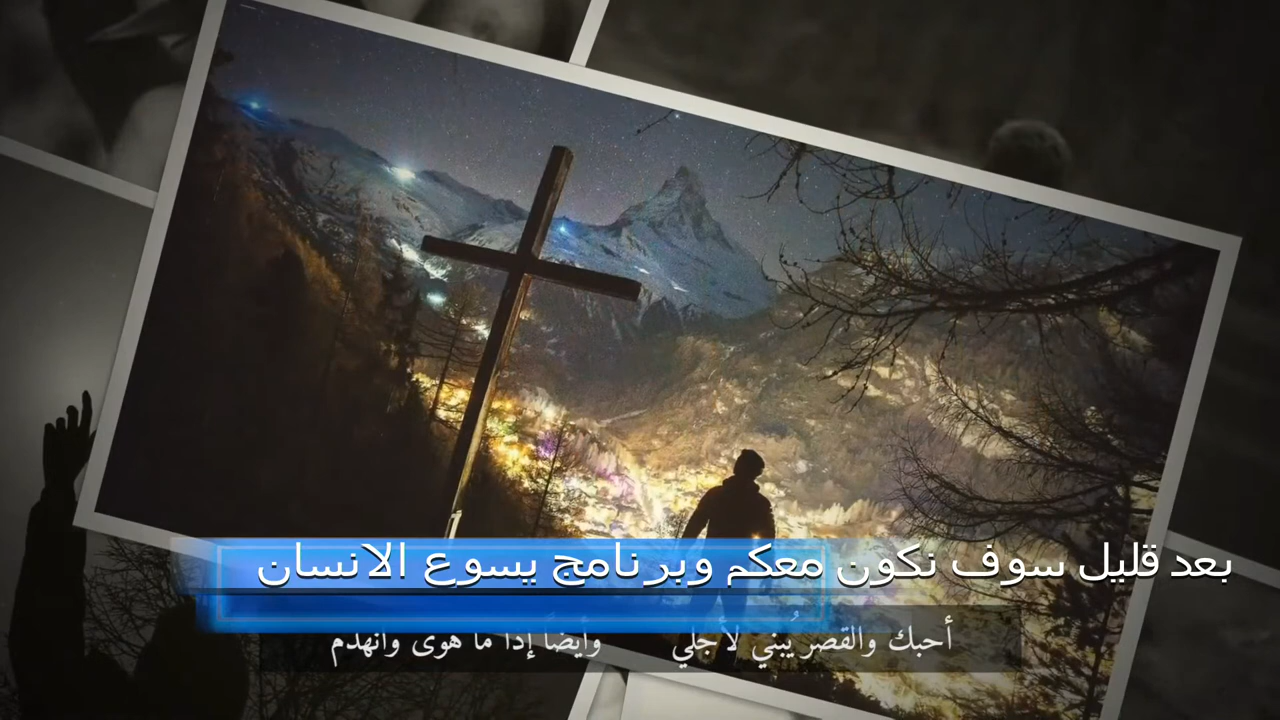 بعد قليل سوف نكون معكم وبرنامج يسوع الانسان
أحبك والقصر يُبني لأجلي وأيضاً إذا ما هوى وانهدم